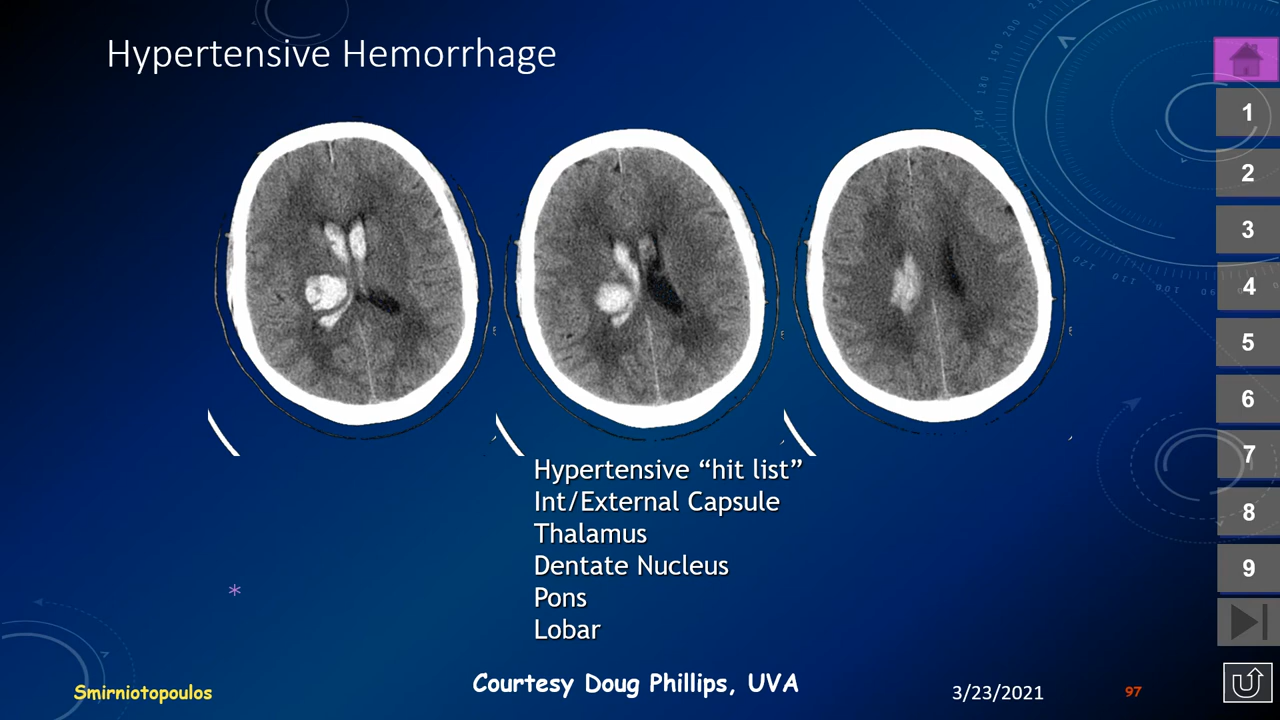 Hypertensive Hemorrhage
Hypertensive “hit list”
Int/External Capsule
Thalamus
Dentate Nucleus
Pons
Lobar
*
Smirniotopoulos
Courtesy Doug Phillips, UVA
3/23/2021
97
1
2
3
4
5
6
7
8
9